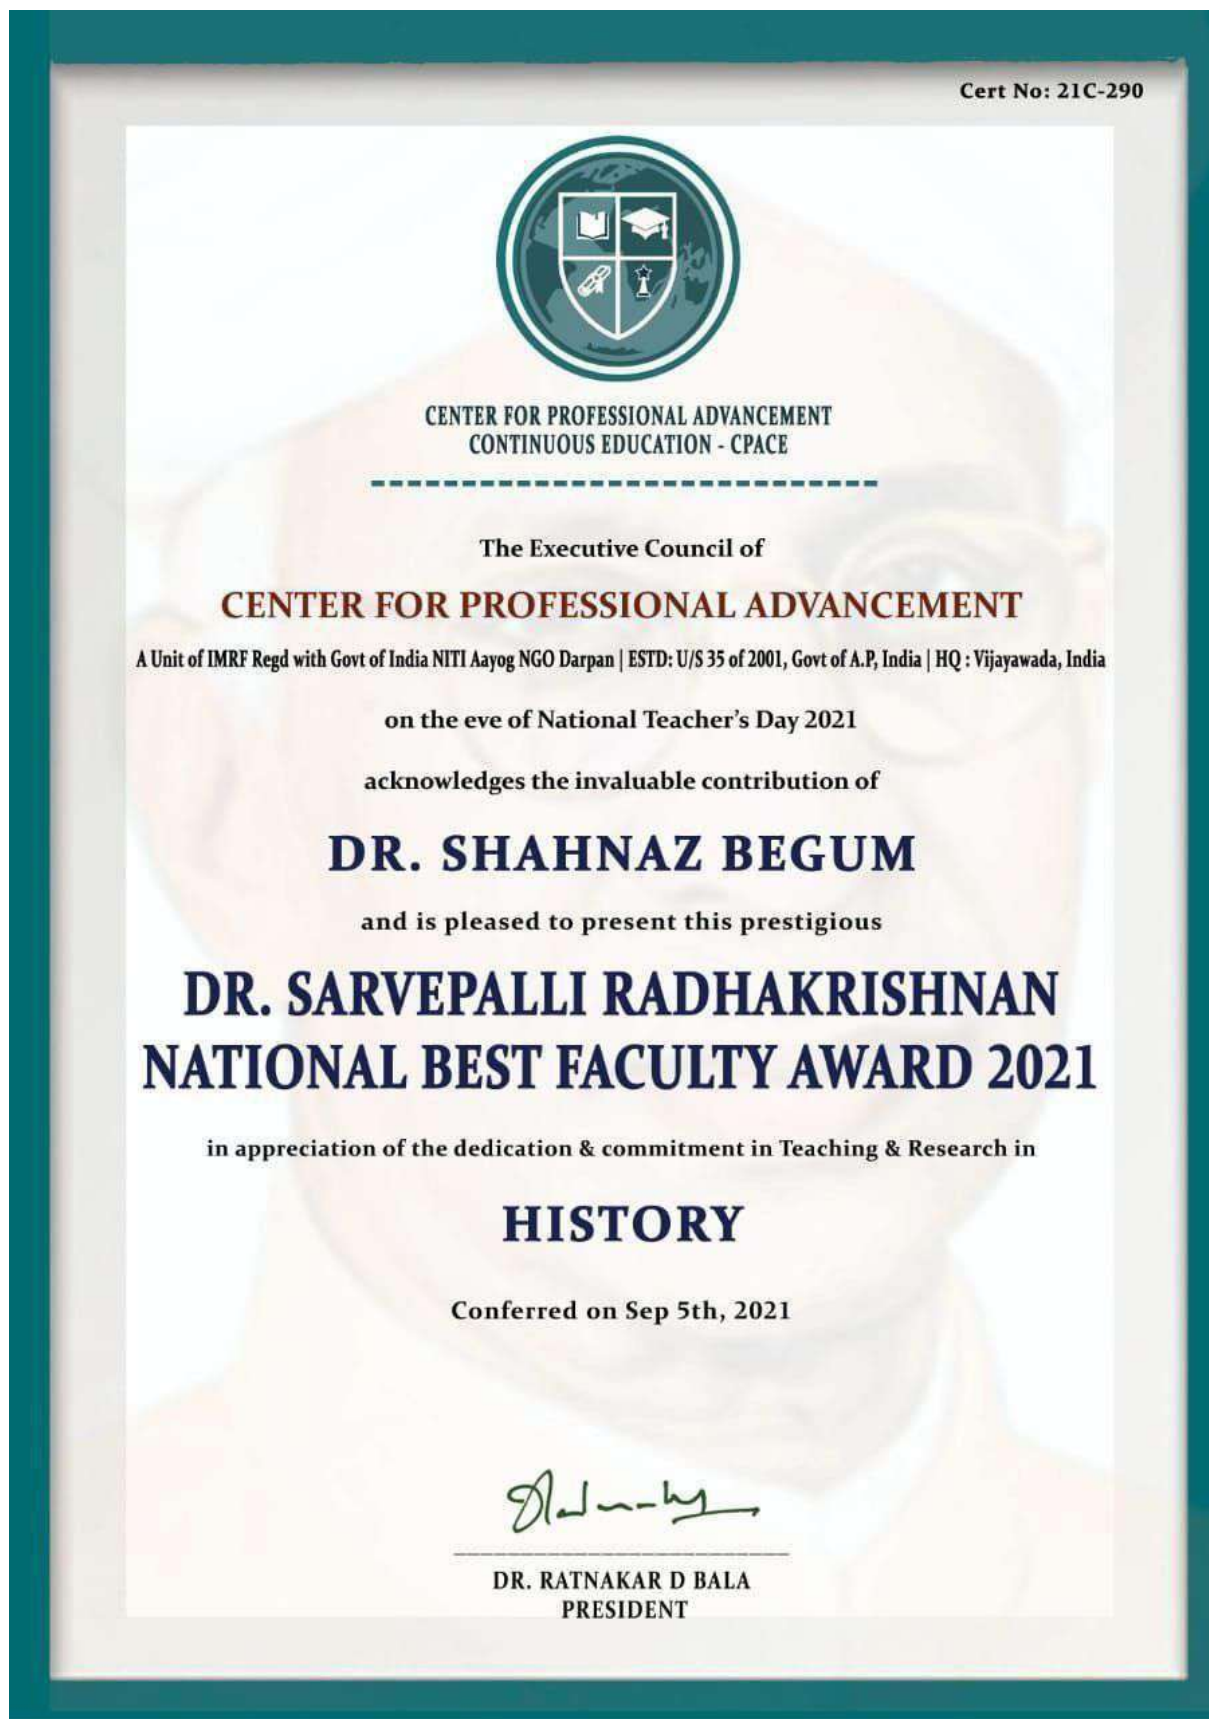 Cert No: 21C-290
CENTER FOR PROFESSIONAL ADVANCEMENT
CONTINUOUS EDUCATION - CPACE
The Executive Council of
CENTER FOR PROFESSIONAL ADVANCEMENT
A Unit of IMRF Regd with Govt of India NITI Aayog NGO Darpan | ESTD: U/S 35 of 2001, Govt of A.P, India | HQ : Vijayawada, India
on the eve of National Teacher's Day 2021
acknowledges the invaluable contribution of
DR. SHAHNAZ BEGUM
and is pleased to present this prestigious
DR. SARVEPALLI RADHAKRISHNAN
NATIONAL BEST FACULTY AWARD 2021
in appreciation of the dedication & commitment in Teaching & Research in
HISTORY
Conferred on Sep 5th, 2021
DR. RATNAKAR D BALA
PRESIDENT